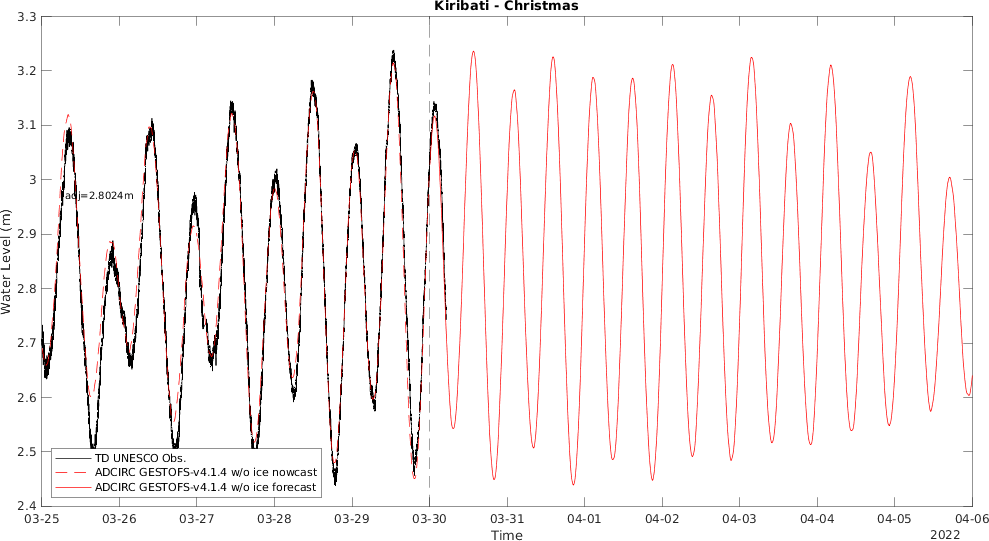 Kiribati - Christmas
3.3
3.2
3.1
3
2.9
2.8
2.7
2.6
2.5
2.4
Water Level (m)
adj=2.8024m
TD UNESCO Obs.
ADCIRC GESTOFS-v4.1.4 w/o ice nowcast
ADCIRC GESTOFS-v4.1.4 w/o ice forecast
03-25 03-26 03-27 03-28 03-29 03-30 03-31 04-01 04-02 04-03 04-04 04-05 04-06
Time
2022